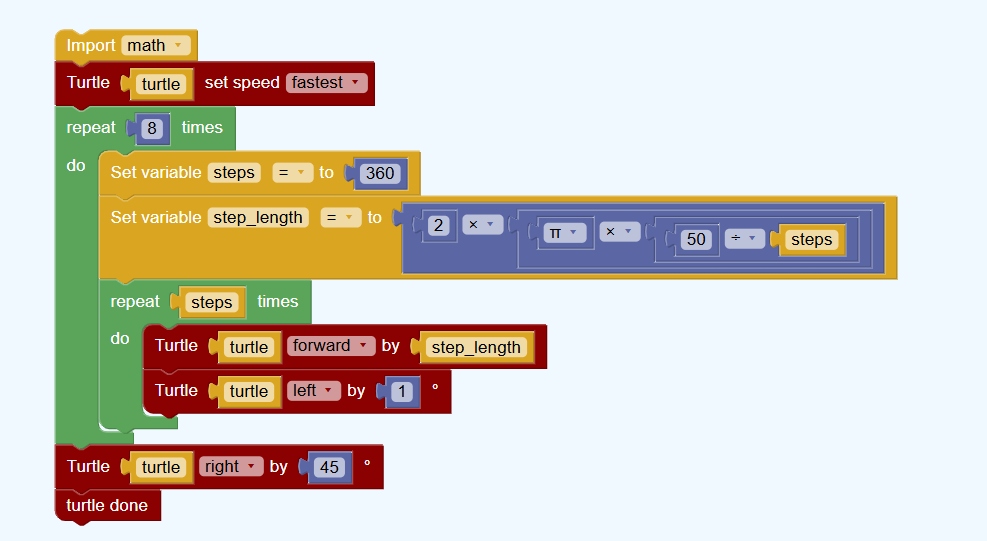 Import math
Turtle turtle set speed fastest
repeat 8 times
do Set variable steps = to 360
Set variable step_length = to 2 × π × 50 ÷ steps
repeat steps times
do Turtle turtle forward by step_length
Turtle turtle left by 1 °
Turtle turtle right by 45 °
turtle done